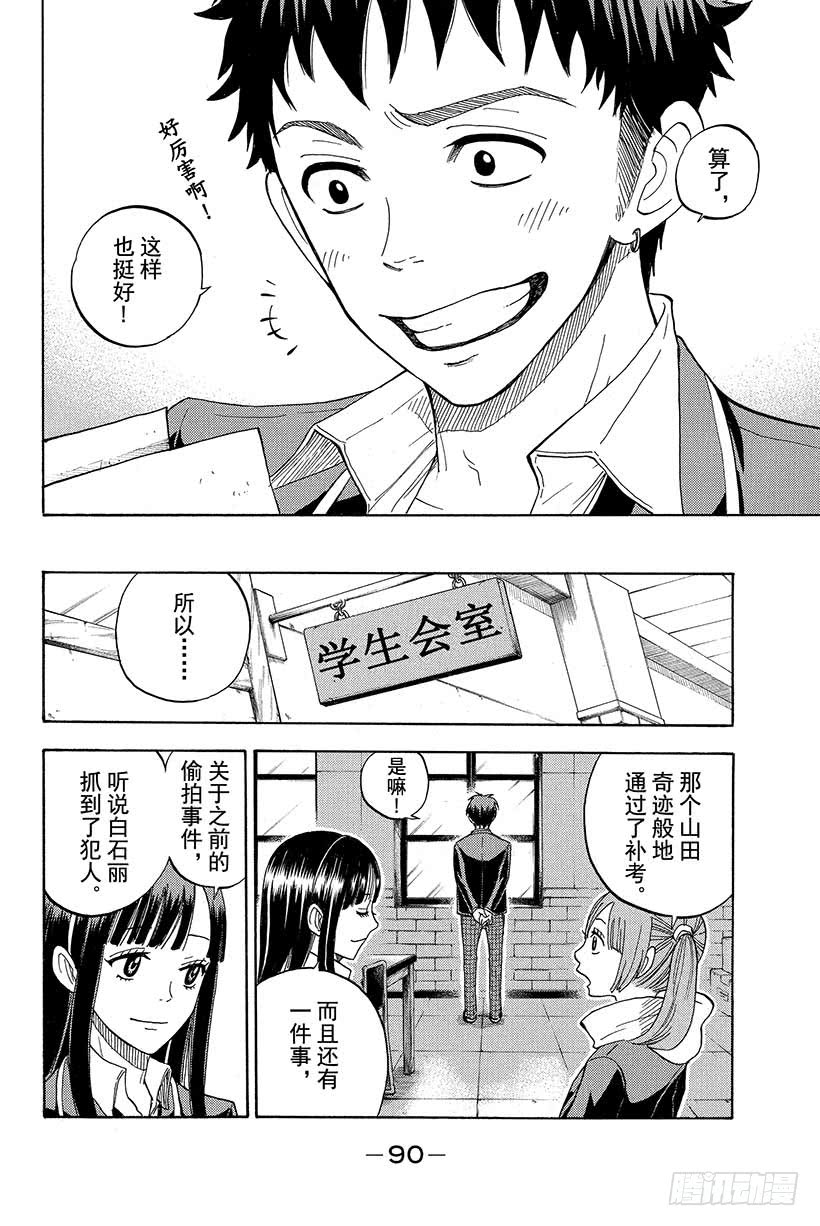 算了，
好厉害啊！
这样
也挺好！
学生会室
所以……
那个山田
奇迹般地
通过了补考。
是嘛！
而且还有
一件事，
关于之前的
偷拍事件，
听说白石丽
抓到了犯人。
—90—
腾讯动漫